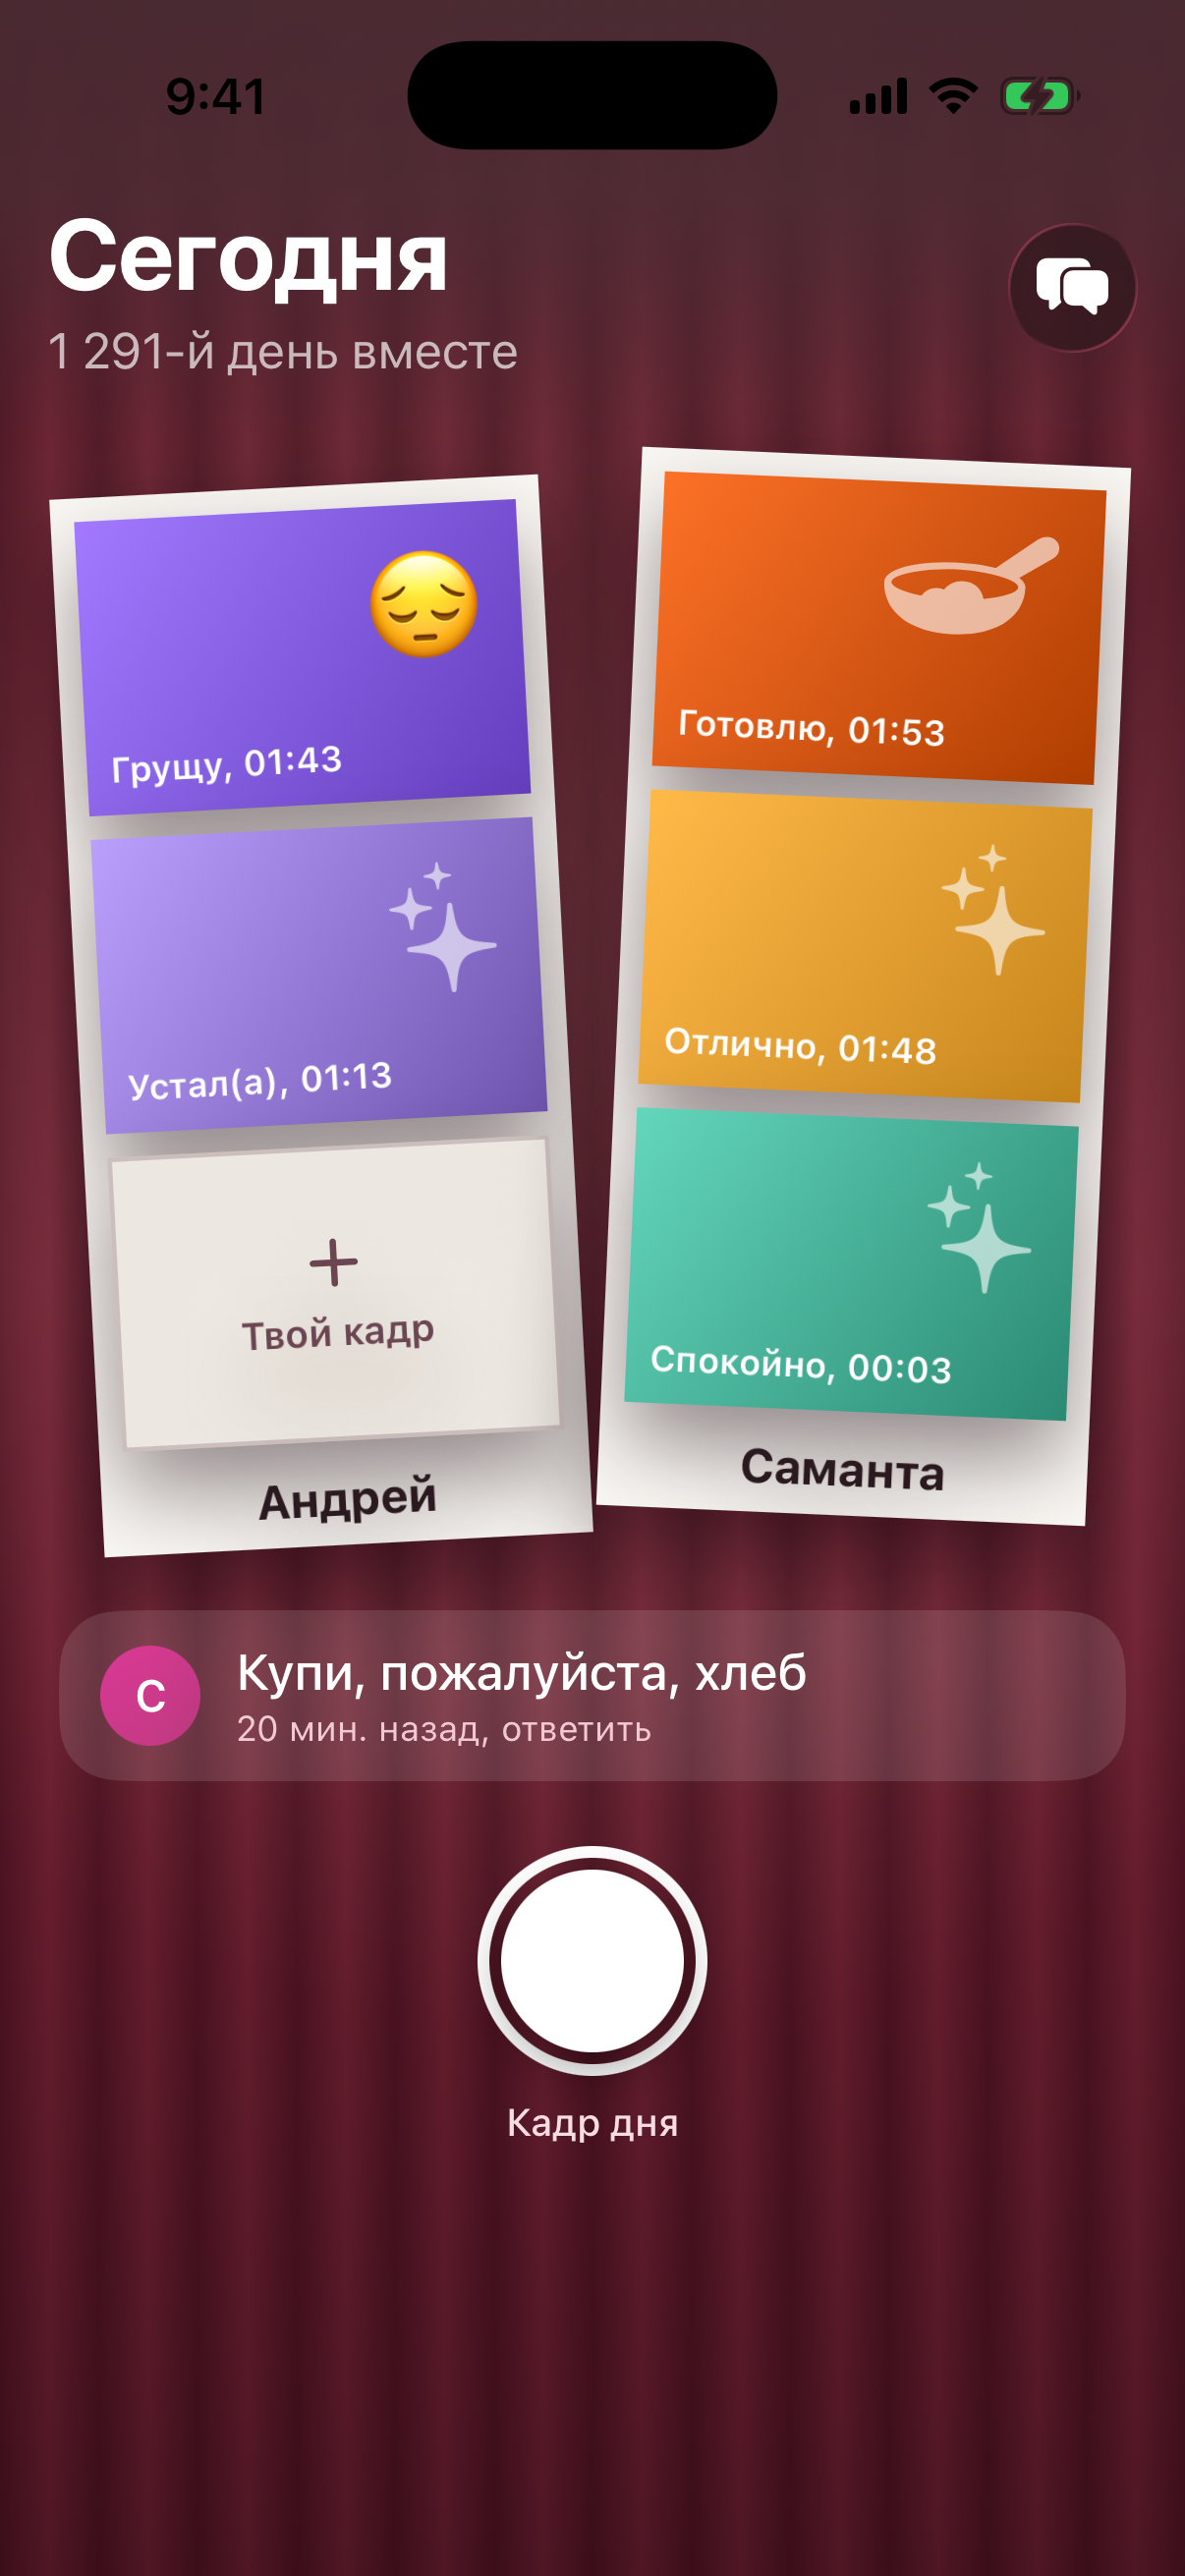 9:41
Сегодня
1 291-й день вместе
Грущу, 01:43
Устал(а), 01:13
Твой кадр
Андрей
Готовлю, 01:53
Отлично, 01:48
Спокойно, 00:03
Саманта
С
Купи, пожалуйста, хлеб
20 мин. назад, ответить
Кадр дня